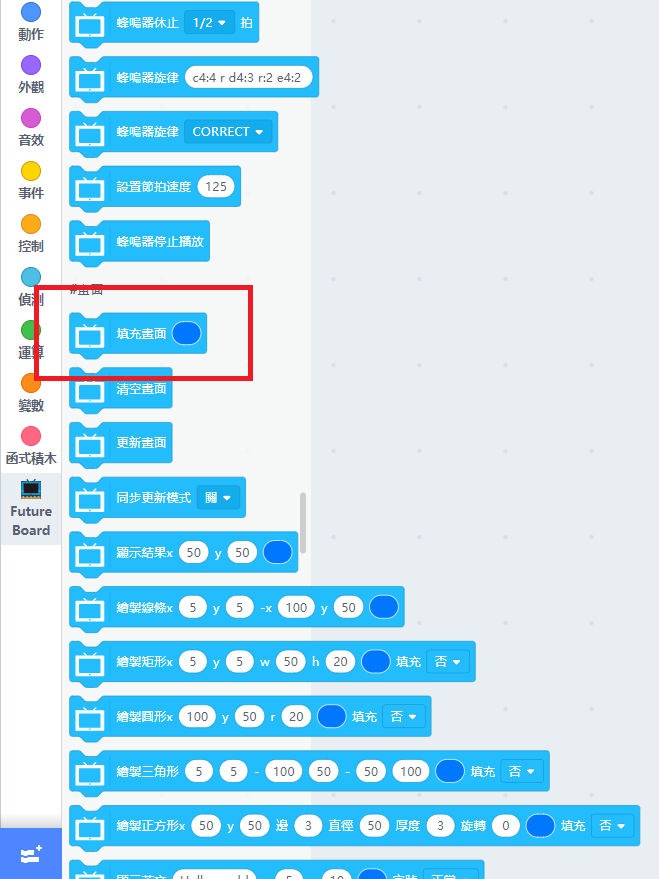 動作
外觀
音效
事件
控制
偵測
運算
變數
函式積木
Future
Board
蜂鳴器休止 1/2 拍
蜂鳴器旋律 c4:4 r d4:3 r:2 e4:2
蜂鳴器旋律 CORRECT
設置節拍速度 125
蜂鳴器停止播放
#畫面
填充畫面
清空畫面
更新畫面
同步更新模式 關
顯示結果x 50 y 50
繪製線條x 5 y 5 -x 100 y 50
繪製矩形x 5 y 5 w 50 h 20 填充 否
繪製圓形x 100 y 50 r 20 填充 否
繪製三角形 5 5 - 100 50 - 50 100 填充 否
繪製正方形x 50 y 50 邊 3 直徑 50 厚度 3 旋轉 0 填充 否